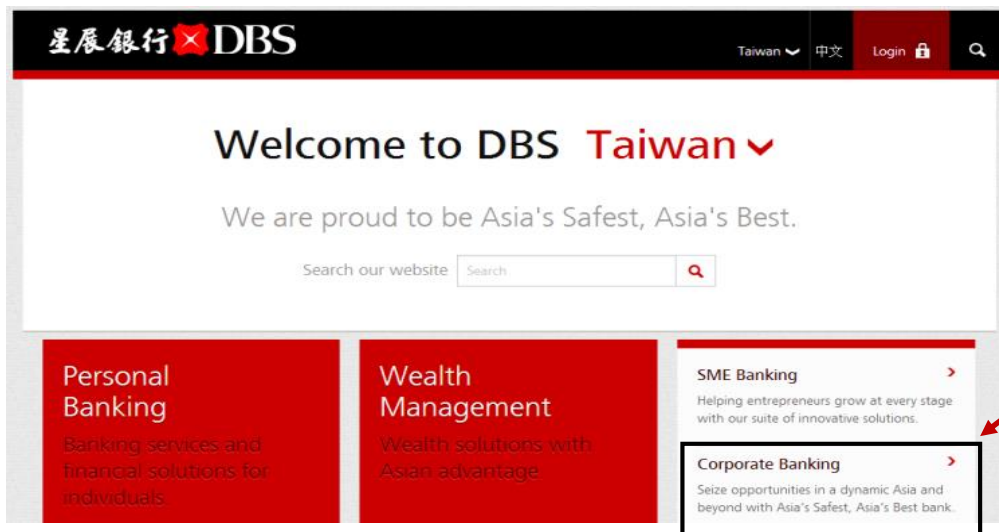 星展銀行 DBS
Taiwan 中文 Login
Welcome to DBS Taiwan
We are proud to be Asia's Safest, Asia's Best.
Search our website Search
Personal
Banking
Banking services and
financial solutions for
individuals
Wealth
Management
Wealth solutions with
Asian advantage
SME Banking
Helping entrepreneurs grow at every stage
with our suite of innovative solutions.
Corporate Banking
Seize opportunities in a dynamic Asia and
beyond with Asia's Safest, Asia's Best bank.